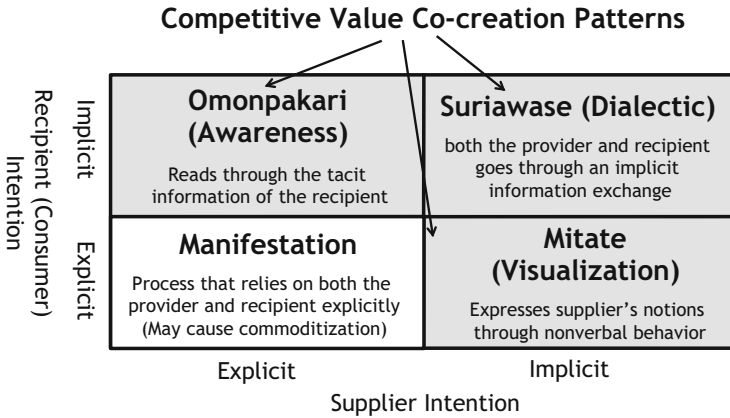 Competitive Value Co-creation Patterns
Recipient (Consumer)
Intention
Implicit
Explicit
Omonpakari
(Awareness)
Reads through the tacit
information of the recipient
Suriawase (Dialectic)
both the provider and recipient
goes through an implicit
information exchange
Manifestation
Process that relies on both the
provider and recipient explicitly
(May cause commoditization)
Mitate
(Visualization)
Expresses supplier's notions
through nonverbal behavior
Explicit
Implicit
Supplier Intention